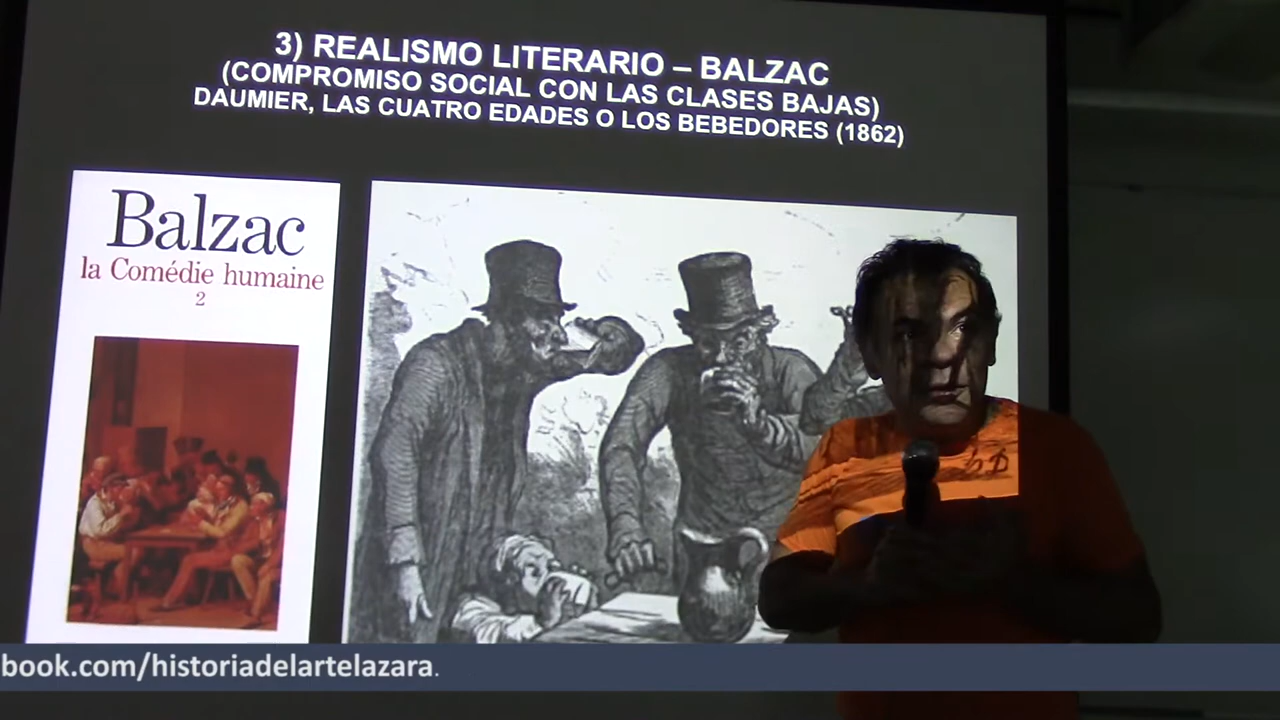 3) REALISMO LITERARIO – BALZAC
(COMPROMISO SOCIAL CON LAS CLASES BAJAS)
DAUMIER, LAS CUATRO EDADES O LOS BEBEDORES (1862)
Balzac
la Comédie humaine
2
book.com/historiadelartelazara.